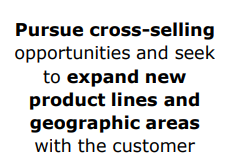 Pursue cross-selling
opportunities and seek
to expand new
product lines and
geographic areas
with the customer